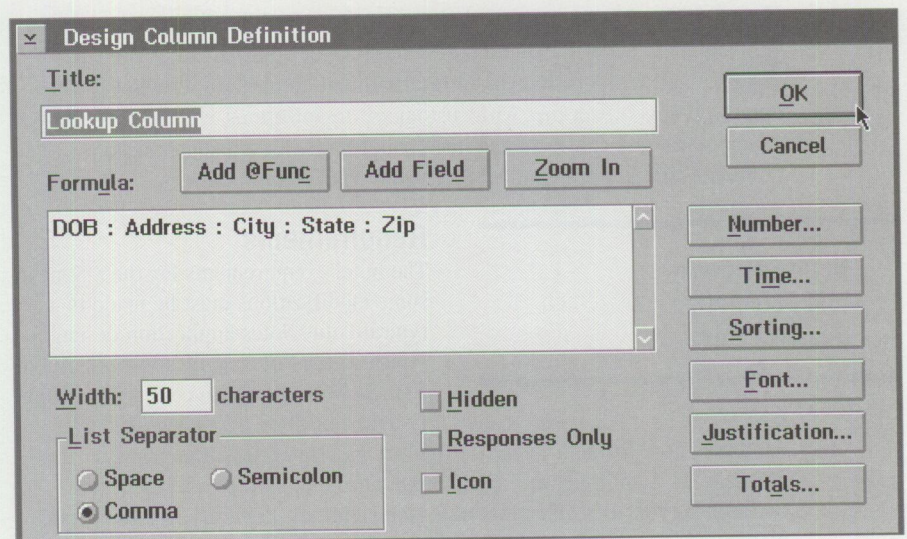 Design Column Definition
Title:
Lookup Column
OK
Cancel
Formula:
Add @Func
Add Field
Zoom In
DOB : Address : City : State : Zip
Number...
Time...
Sorting...
Font...
Justification...
Totals...
Width: 50 characters
List Separator
Space
Semicolon
Comma
Hidden
Responses Only
Icon